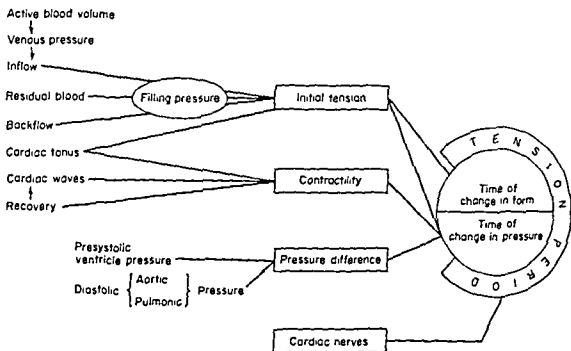 Active blood volume
Venous pressure
Inflow
Residual blood
Filling pressure
Initial tension
Backflow
Cardiac tonus
Cardiac waves
Contractility
Recovery
TENSION PERIOD
Time of
change in form
Time of
change in pressure
Presystolic
ventricle pressure
Pressure difference
Diastolic { Aortic
Pulmonic } Pressure
Cardiac nerves